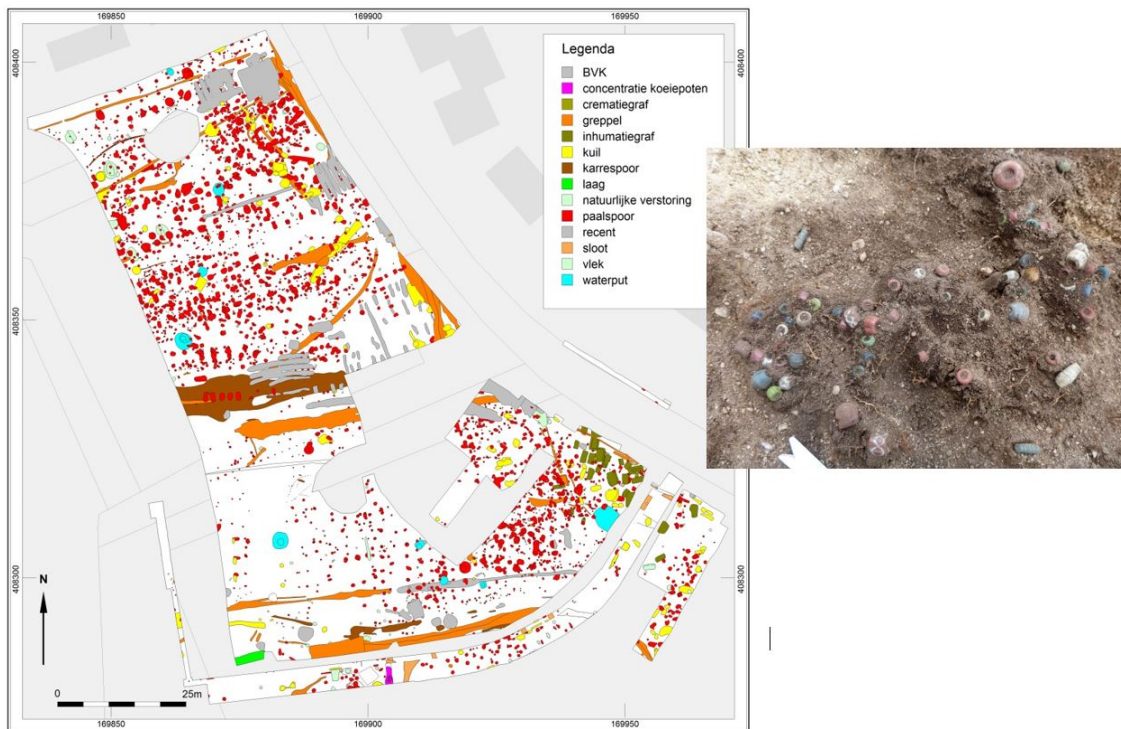 169850 169900 169950
408400 408400
Legenda
BVK
concentratie koeiepoten
crematiegraf
greppel
inhumatiegraf
kuil
karrespoor
laag
natuurlijke verstoring
paalspoor
recent
sloot
vlek
waterput
408350
408300 408300
N
0 25m
169850 169900 169950